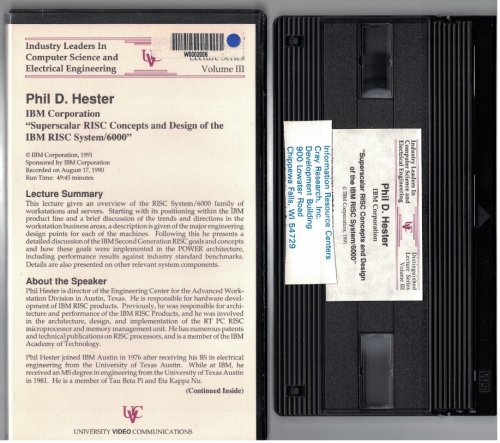 Industry Leaders In
Computer Science and
Electrical Engineering
UVC
W0002006
Lecture Series
Volume III
Phil D. Hester
IBM Corporation
"Superscalar RISC Concepts and Design of the
IBM RISC System/6000"
© IBM Corporation, 1991
Sponsored by IBM Corporation
Recorded on August 17, 1990
Run Time: 49:45 minutes
Lecture Summary
This lecture gives an overview of the RISC System/6000 family of
workstations and servers. Starting with its positioning within the IBM
product line and a brief discussion of the trends and directions in the
workstation business areas, a description is given of the major engineering
design points for each of the machines. Following this he presents a
detailed discussion of the IBM Second Generation RISC goals and concepts
and how these goals were implemented in the POWER architecture,
including performance results against industry standard benchmarks.
Details are also presented on other relevant system components.
About the Speaker
Phil Hester is director of the Engineering Center for the Advanced Work-
station Division in Austin, Texas. He is responsible for hardware devel-
opment of IBM RISC products. Previously, he was responsible for archi-
tecture and performance of the IBM RISC Products, and he was involved
in the architecture, design, and implementation of the RT PC RISC
microprocessor and memory management unit. He has numerous patents
and technical publications on RISC processors, and is a member of the IBM
Academy of Technology.
Phil Hester joined IBM Austin in 1976 after receiving his BS in electrical
engineering from the University of Texas Austin. While at IBM, he
received an MS degree in engineering from the University of Texas Austin
in 1981. He is a member of Tau Beta Pi and Eta Kappa Nu.
(Continued Inside)
UVC
UNIVERSITY VIDEO COMMUNICATIONS
Industry Leaders In
Computer Science and
Electrical Engineering
UVC
Distinguished
Lecture Series
Volume III
Phil D. Hester
IBM Corporation
"Superscalar RISC Concepts and Design
of the IBM RISC System/6000"
© IBM Corporation, 1991
Information Resource Centers
Cray Research, Inc.
Development Building
900 Lowater Road
Chippewa Falls, WI 54729